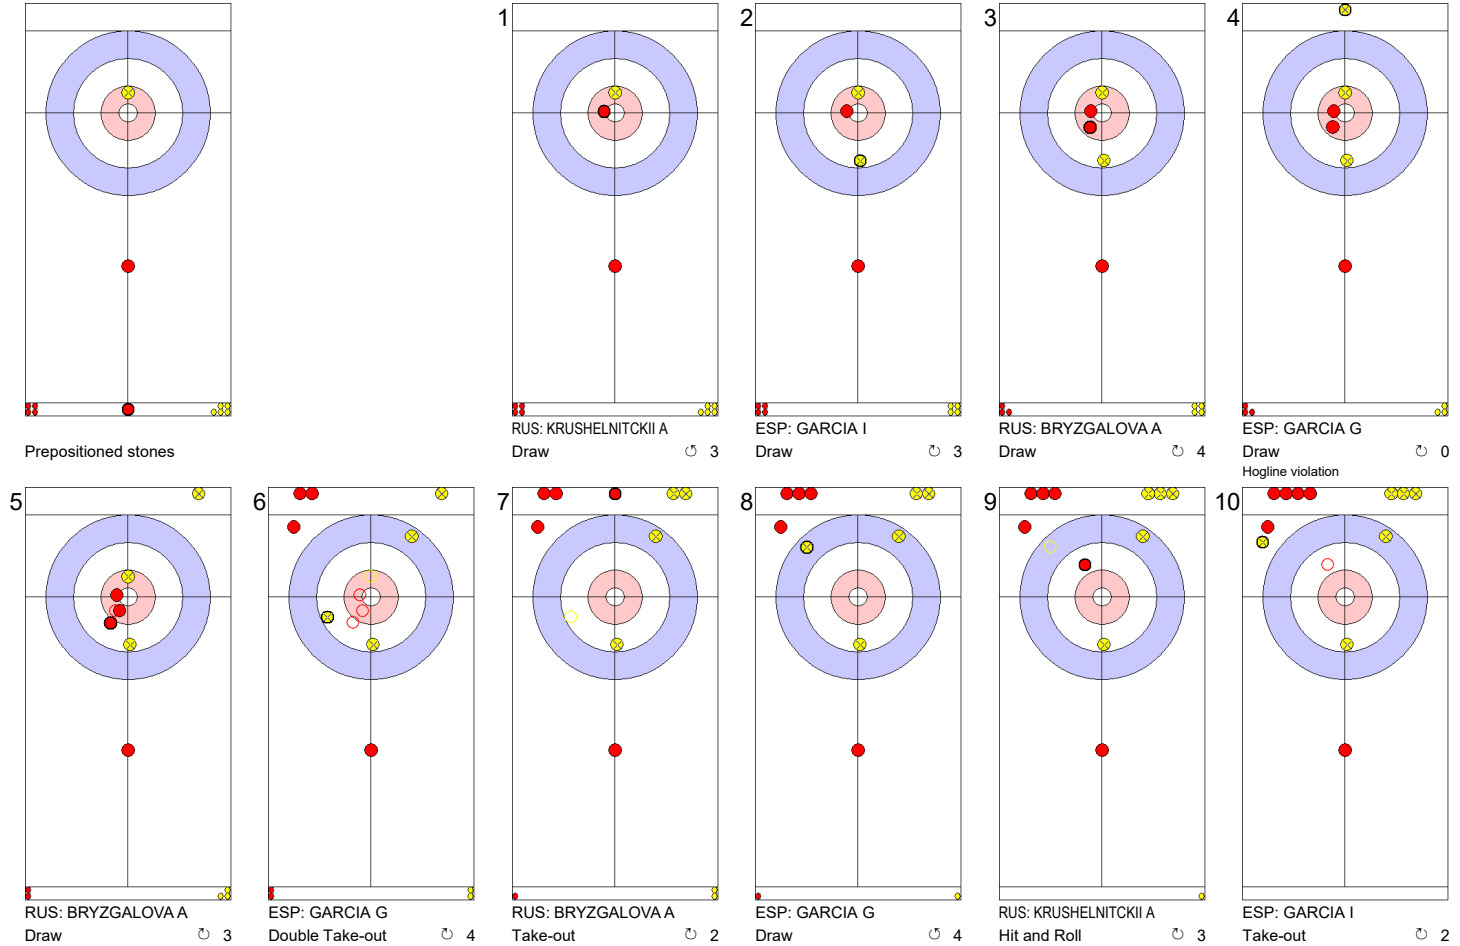 1
2
3
4
Prepositioned stones
RUS: KRUSHELNITCKII A
Draw ↺ 3
ESP: GARCIA I
Draw ↻ 3
RUS: BRYZGALOVA A
Draw ↻ 4
ESP: GARCIA G
Draw ↻ 0
Hogline violation
5
6
7
8
9
10
RUS: BRYZGALOVA A
Draw ↻ 3
ESP: GARCIA G
Double Take-out ↻ 4
RUS: BRYZGALOVA A
Take-out ↻ 2
ESP: GARCIA G
Draw ↺ 4
RUS: KRUSHELNITCKII A
Hit and Roll ↻ 3
ESP: GARCIA I
Take-out ↻ 2